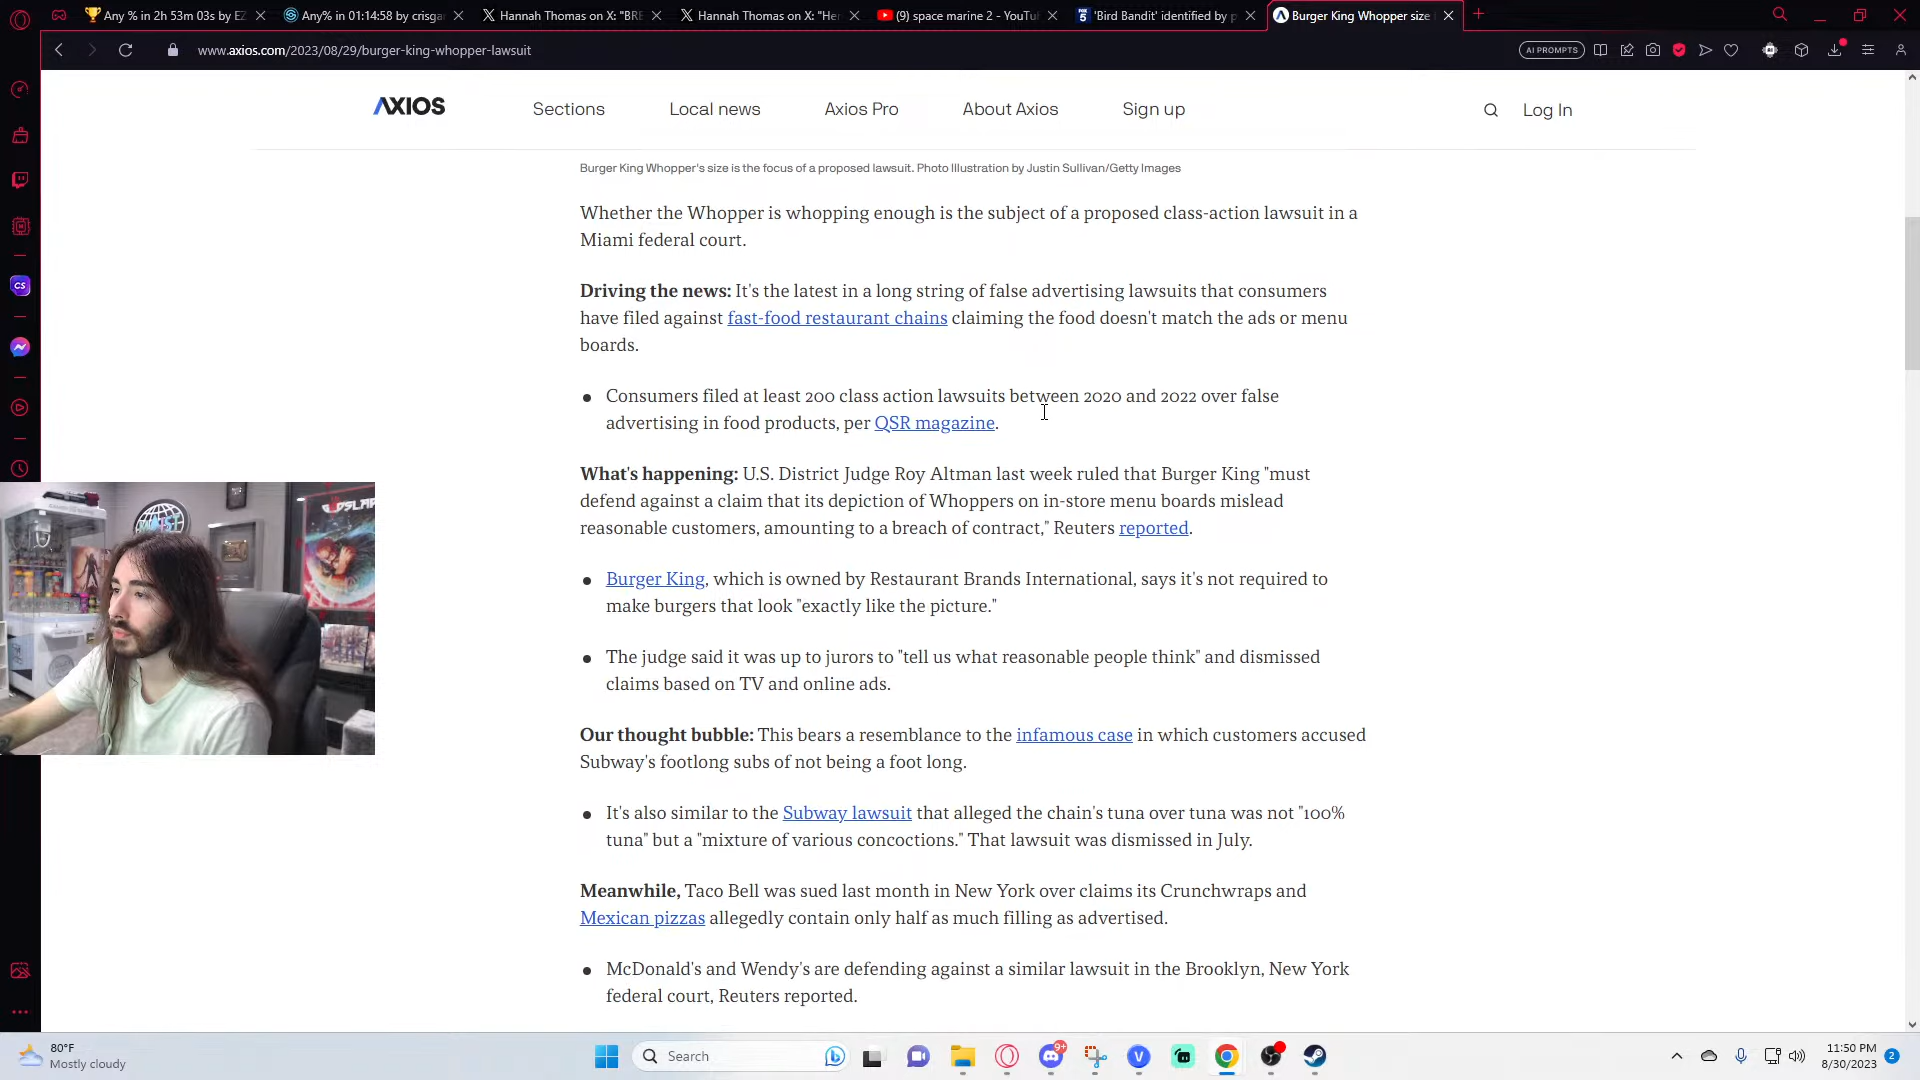 Any % in 2h 53m 03s by EZ
Any% in 01:14:58 by crisga
Hannah Thomas on X: "BRE
Hannah Thomas on X: "Her
(9) space marine 2 - YouTu
'Bird Bandit' identified by p
Burger King Whopper size
www.axios.com/2023/08/29/burger-king-whopper-lawsuit
AI PROMPTS
AXIOS
Sections
Local news
Axios Pro
About Axios
Sign up
Log In
Burger King Whopper's size is the focus of a proposed lawsuit. Photo Illustration by Justin Sullivan/Getty Images
Whether the Whopper is whopping enough is the subject of a proposed class-action lawsuit in a
Miami federal court.
Driving the news: It's the latest in a long string of false advertising lawsuits that consumers
have filed against fast-food restaurant chains claiming the food doesn't match the ads or menu
boards.
Consumers filed at least 200 class action lawsuits between 2020 and 2022 over false
advertising in food products, per QSR magazine.
What's happening: U.S. District Judge Roy Altman last week ruled that Burger King "must
defend against a claim that its depiction of Whoppers on in-store menu boards mislead
reasonable customers, amounting to a breach of contract," Reuters reported.
Burger King, which is owned by Restaurant Brands International, says it's not required to
make burgers that look "exactly like the picture."
The judge said it was up to jurors to "tell us what reasonable people think" and dismissed
claims based on TV and online ads.
Our thought bubble: This bears a resemblance to the infamous case in which customers accused
Subway's footlong subs of not being a foot long.
It's also similar to the Subway lawsuit that alleged the chain's tuna over tuna was not "100%
tuna" but a "mixture of various concoctions." That lawsuit was dismissed in July.
Meanwhile, Taco Bell was sued last month in New York over claims its Crunchwraps and
Mexican pizzas allegedly contain only half as much filling as advertised.
McDonald's and Wendy's are defending against a similar lawsuit in the Brooklyn, New York
federal court, Reuters reported.
CS
80°F
Mostly cloudy
Search
9+
V
11:50 PM
8/30/2023
2